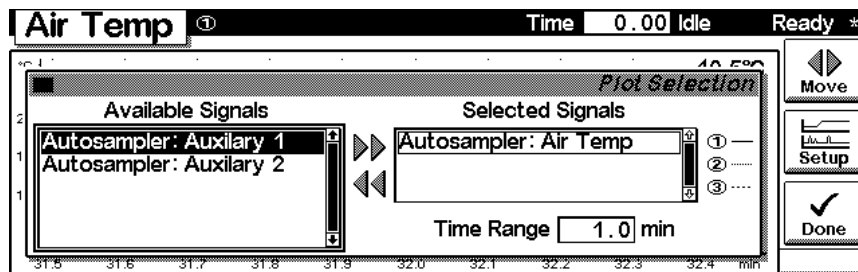 Air Temp ① Time 0.00 Idle Ready *
Plot Selection
Move
Available Signals Selected Signals
Autosampler: Auxilary 1 Autosampler: Air Temp ①
Autosampler: Auxilary 2 ②
Setup
③
Time Range 1.0 min
Done
31.5 31.6 31.7 31.8 31.9 32.0 32.1 32.2 32.3 32.4 min